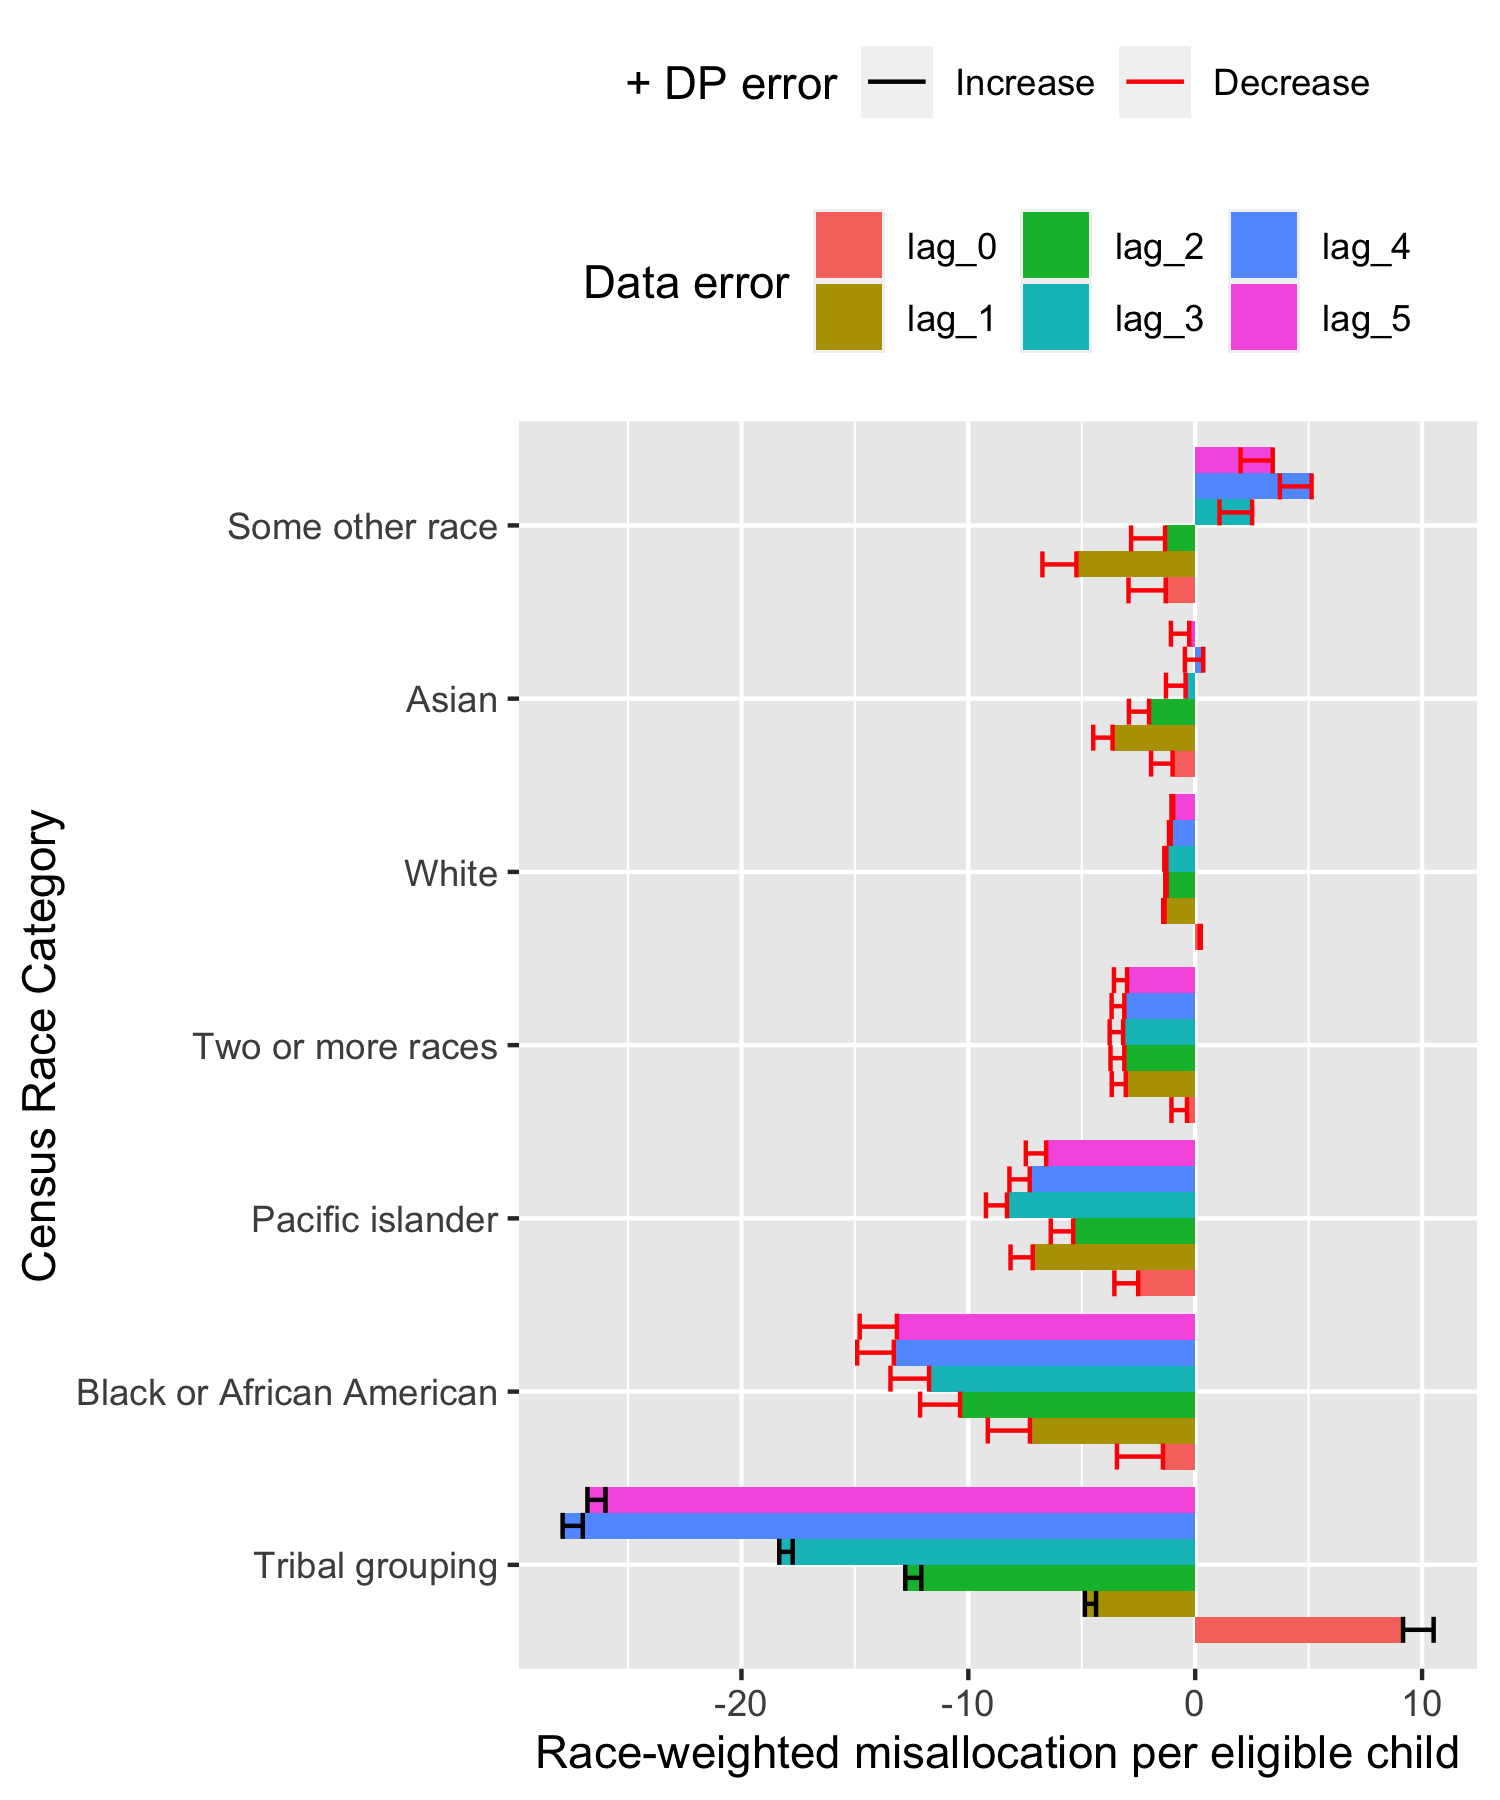 + DP error Increase Decrease
Data error
lag_0 lag_2 lag_4
lag_1 lag_3 lag_5
Census Race Category
Some other race
Asian
White
Two or more races
Pacific islander
Black or African American
Tribal grouping
-20 -10 0 10
Race-weighted misallocation per eligible child